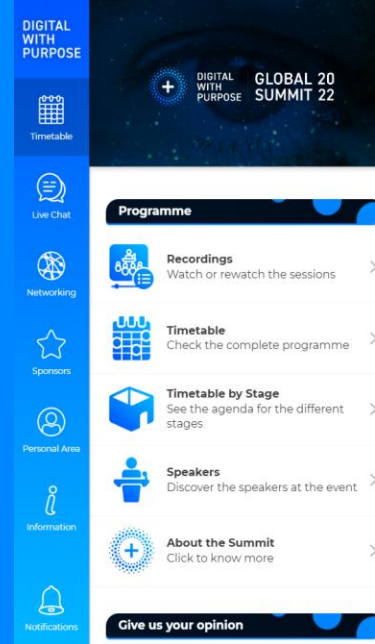 DIGITAL
WITH
PURPOSE
Timetable
Live Chat
Networking
Sponsors
Personal Area
Information
Notifications
DIGITAL
WITH
PURPOSE
GLOBAL 20
SUMMIT 22
Programme
Recordings
Watch or rewatch the sessions
Timetable
Check the complete programme
Timetable by Stage
See the agenda for the different
stages
Speakers
Discover the speakers at the event
About the Summit
Click to know more
Give us your opinion